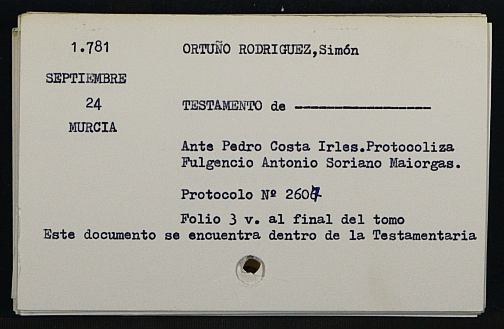 1.781 ORTUÑO RODRIGUEZ,Simón
SEPTIEMBRE
24 TESTAMENTO de -----------------
MURCIA
Ante Pedro Costa Irles.Protocoliza
Fulgencio Antonio Soriano Maiorgas.
Protocolo Nº 2607
Folio 3 v. al final del tomo
Este documento se encuentra dentro de la Testamentaria